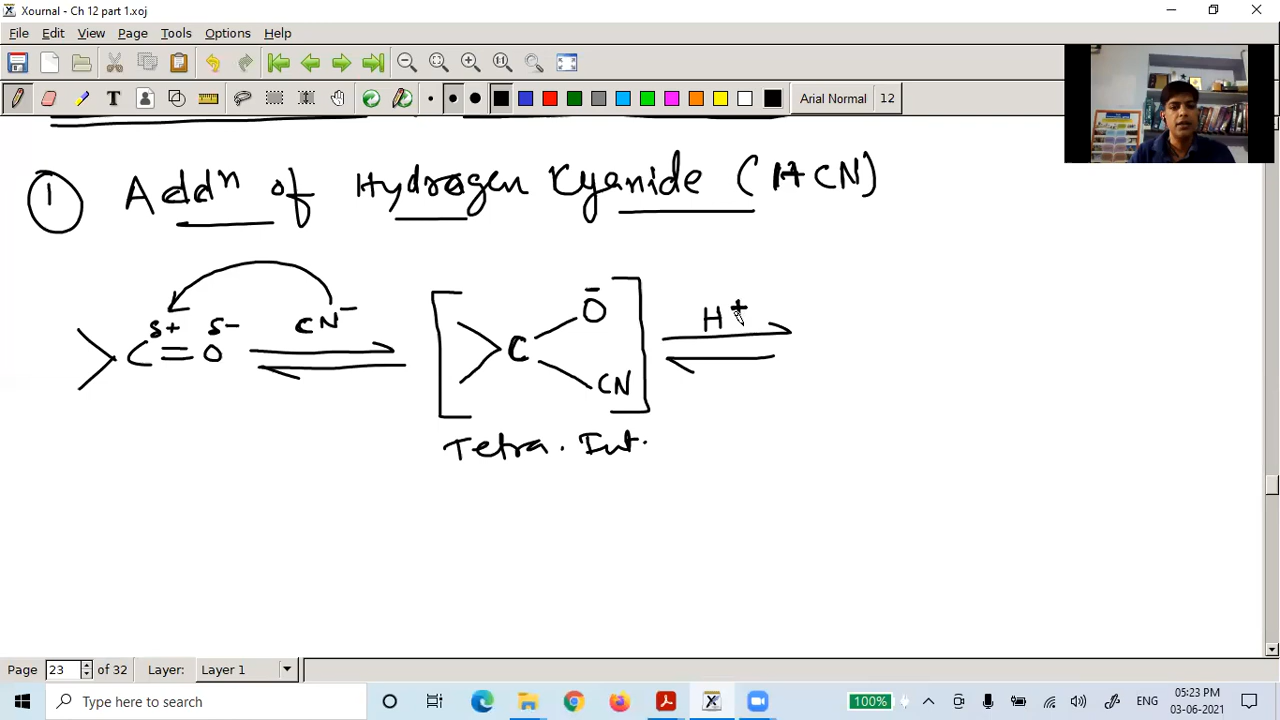 Xournal - Ch 12 part 1.xoj
File Edit View Page Tools Options Help
Arial Normal 12
1 Addⁿ of Hydrogen Cyanide (HCN)
CN⁻ O⁻ H⁺
δ+ δ-
C=O C
CN
Tetra. Int.
Page 23 of 32 Layer: Layer 1
Type here to search 100% ENG 05:23 PM
03-06-2021